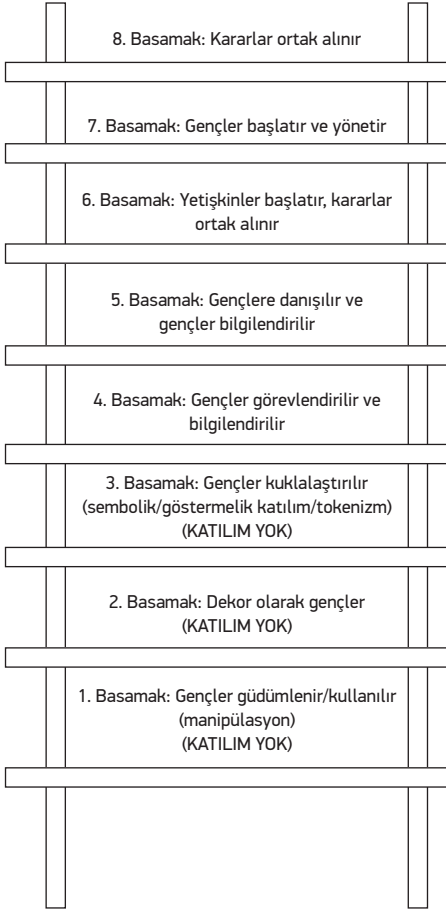 8. Basamak: Kararlar ortak alınır
7. Basamak: Gençler başlatır ve yönetir
6. Basamak: Yetişkinler başlatır, kararlar
ortak alınır
5. Basamak: Gençlere danışılır ve
gençler bilgilendirilir
4. Basamak: Gençler görevlendirilir ve
bilgilendirilir
3. Basamak: Gençler kuklalaştırılır
(sembolik/göstermelik katılım/tokenizm)
(KATILIM YOK)
2. Basamak: Dekor olarak gençler
(KATILIM YOK)
1. Basamak: Gençler güdümlenir/kullanılır
(manipülasyon)
(KATILIM YOK)